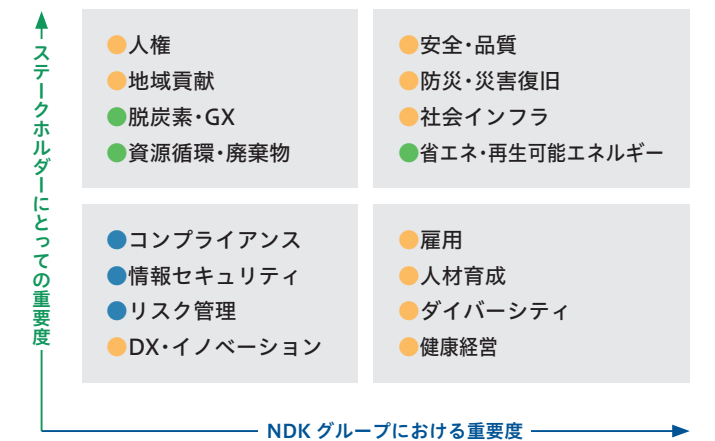 ステークホルダーにとっての重要度
●人権
●地域貢献
●脱炭素・GX
●資源循環・廃棄物
●安全・品質
●防災・災害復旧
●社会インフラ
●省エネ・再生可能エネルギー
●コンプライアンス
●情報セキュリティ
●リスク管理
●DX・イノベーション
●雇用
●人材育成
●ダイバーシティ
●健康経営
NDK グループにおける重要度